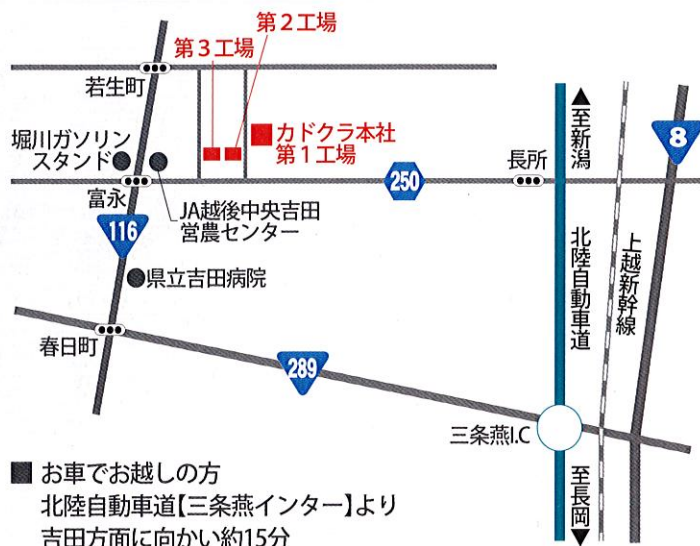 第2工場
第3工場
若生町
カドクラ本社
第1工場
堀川ガソリン
スタンド
至新潟
8
長所
250
富永
JA越後中央吉田
営農センター
116
北陸自動車道
上越新幹線
県立吉田病院
春日町
289
三条燕I.C
至長岡
■ お車でお越しの方
北陸自動車道【三条燕インター】より
吉田方面に向かい約15分